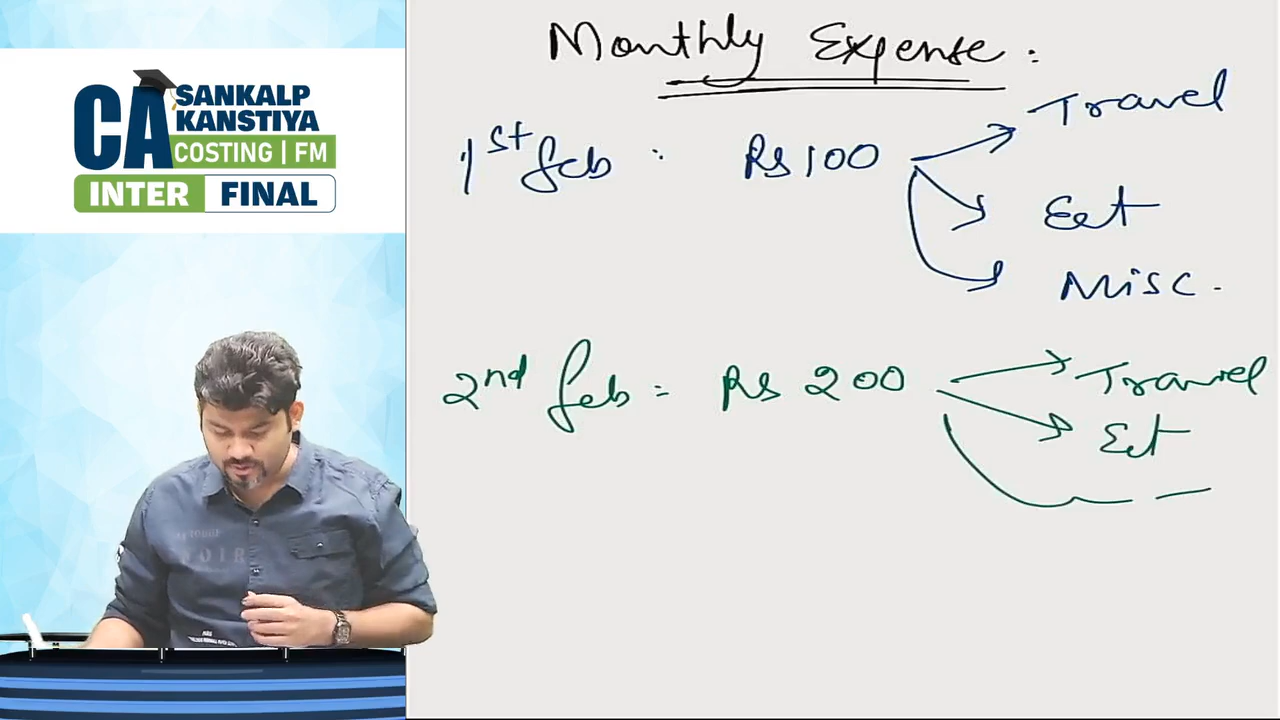 CA SANKALP
KANSTIYA
COSTING | FM
INTER FINAL
Monthly Expense :
1st feb : Rs 100 Travel
Eat
Misc.
2nd feb = Rs 200 Travel
Eat
NOIR